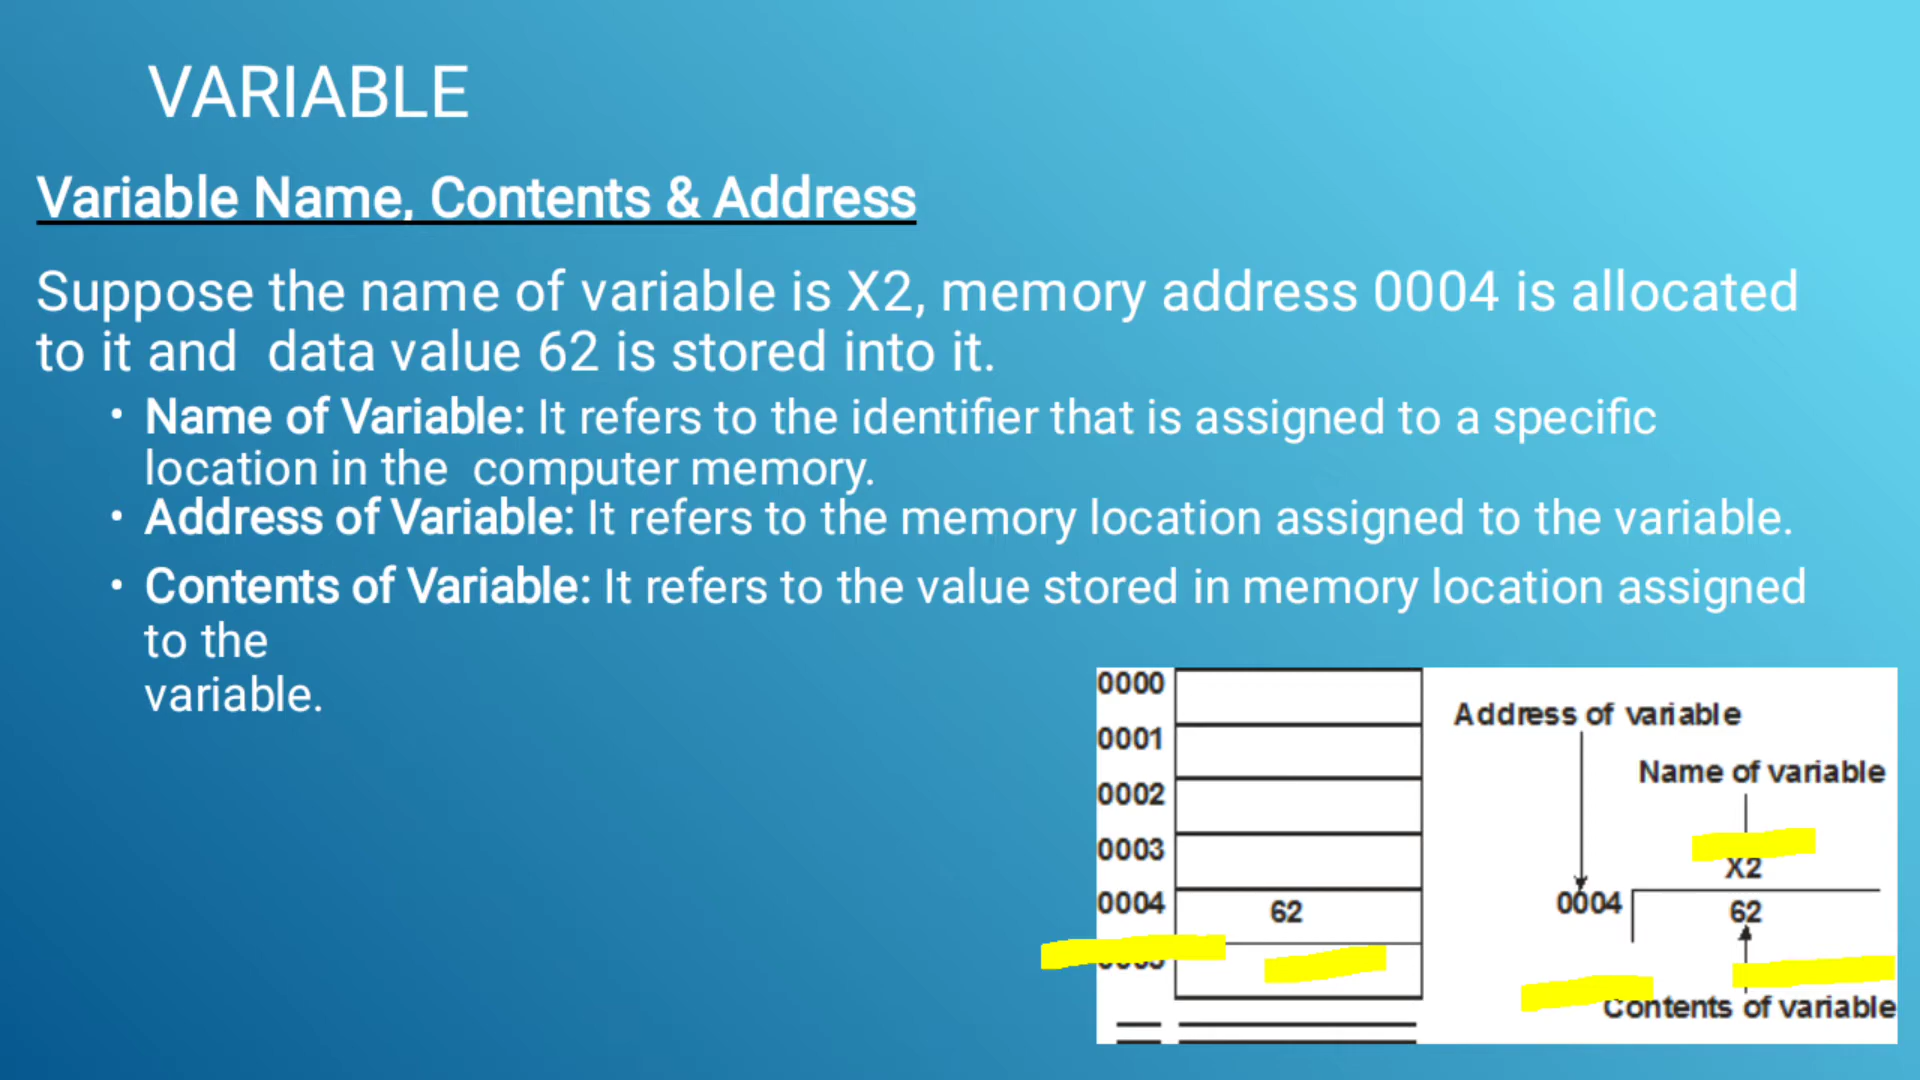 VARIABLE
Variable Name, Contents & Address
Suppose the name of variable is X2, memory address 0004 is allocated
to it and data value 62 is stored into it.
• Name of Variable: It refers to the identifier that is assigned to a specific
location in the computer memory.
• Address of Variable: It refers to the memory location assigned to the variable.
• Contents of Variable: It refers to the value stored in memory location assigned
to the
variable.
0000
0001
0002
0003
0004 62
Address of variable
Name of variable
X2
0004 62
Contents of variable